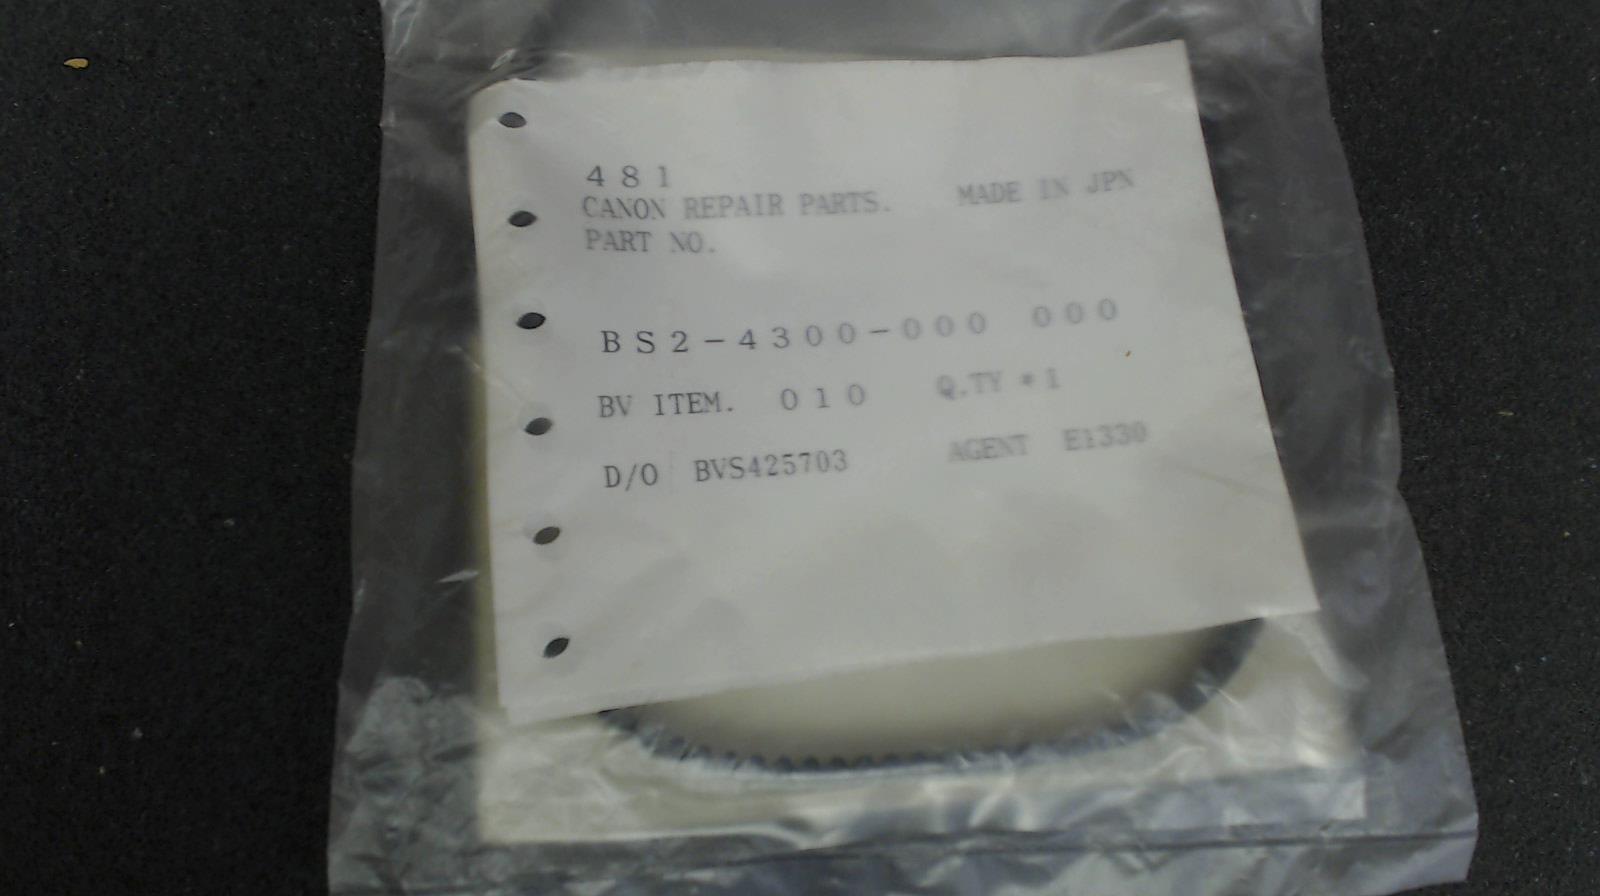 481
CANON REPAIR PARTS. MADE IN JPN
PART NO.
BS2-4300-000 000
BV ITEM. 010 Q.TY *1
D/O BVS425703 AGENT E1330